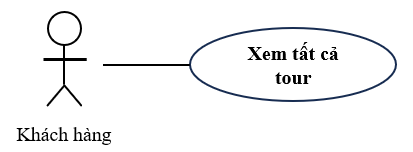 Xem tất cả
tour
Khách hàng